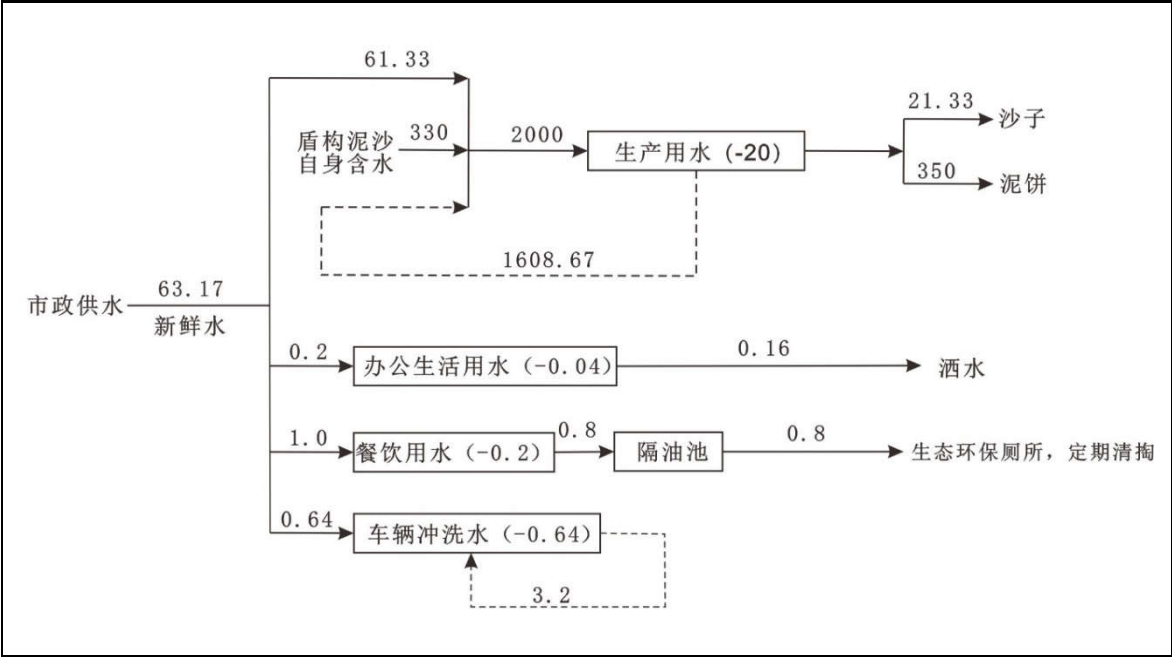 61.33
21.33
沙子
盾构泥沙
自身含水
330
2000
生产用水（-20）
350
泥饼
1608.67
市政供水
63.17
新鲜水
0.2
办公生活用水（-0.04）
0.16
洒水
1.0
餐饮用水（-0.2）
0.8
隔油池
0.8
生态环保厕所，定期清掏
0.64
车辆冲洗水（-0.64）
3.2